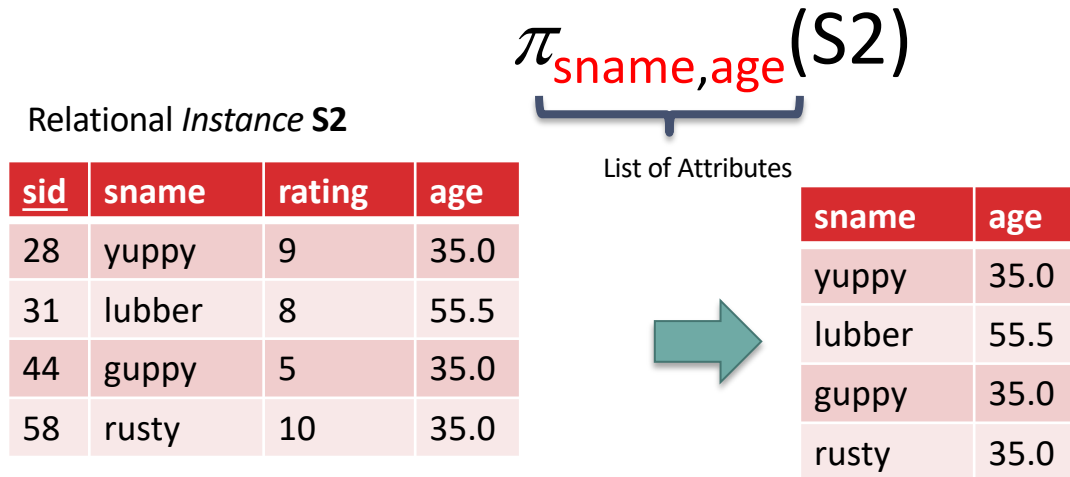 π sname,age (S2)
Relational Instance S2
List of Attributes
sid sname rating age
28 yuppy 9 35.0
31 lubber 8 55.5
44 guppy 5 35.0
58 rusty 10 35.0
sname age
yuppy 35.0
lubber 55.5
guppy 35.0
rusty 35.0